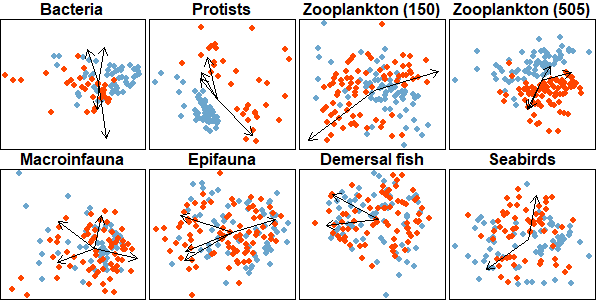 Bacteria Protists Zooplankton (150) Zooplankton (505)
Macroinfauna Epifauna Demersal fish Seabirds